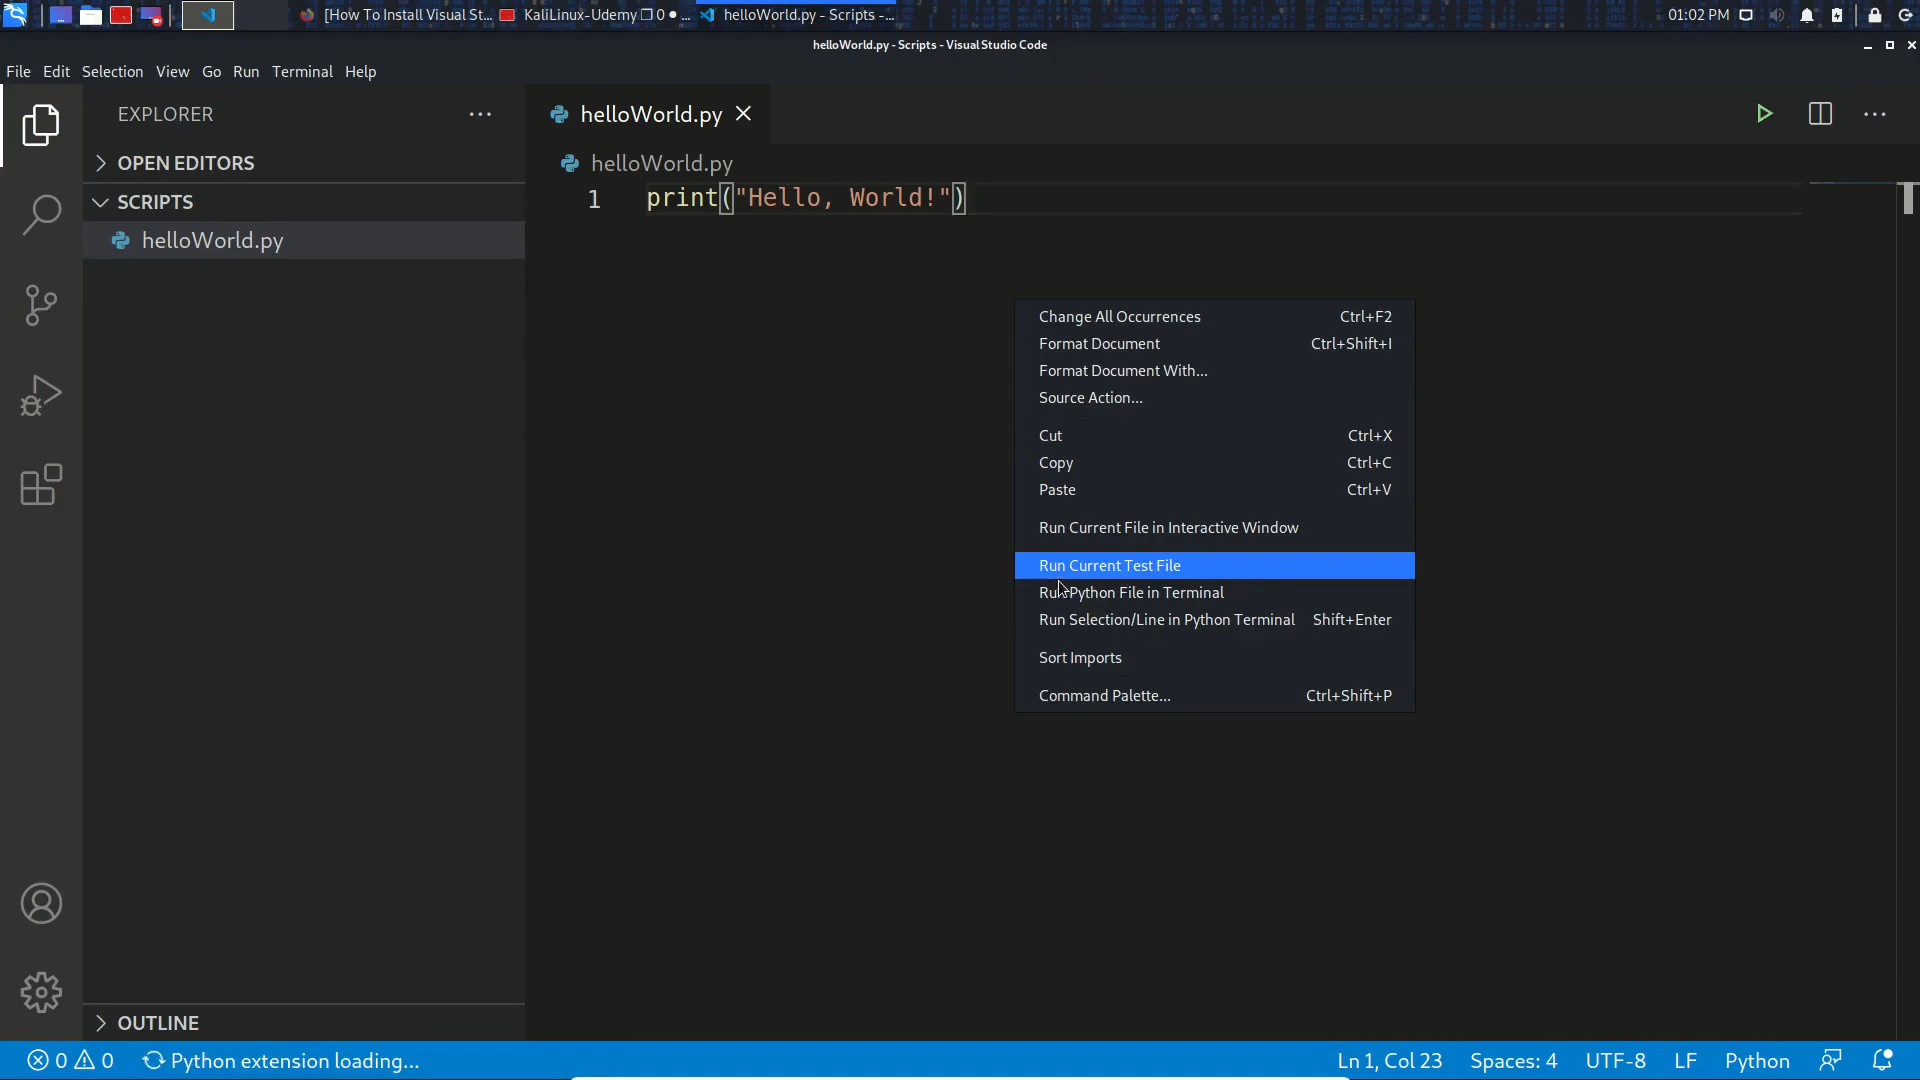 [How To Install Visual St...
KaliLinux-Udemy ❐ 0 ● ...
helloWorld.py - Scripts -...
01:02 PM
helloWorld.py - Scripts - Visual Studio Code
File Edit Selection View Go Run Terminal Help
EXPLORER
OPEN EDITORS
SCRIPTS
helloWorld.py
OUTLINE
helloWorld.py
helloWorld.py
1 print("Hello, World!")
Change All Occurrences Ctrl+F2
Format Document Ctrl+Shift+I
Format Document With...
Source Action...
Cut Ctrl+X
Copy Ctrl+C
Paste Ctrl+V
Run Current File in Interactive Window
Run Current Test File
Run Python File in Terminal
Run Selection/Line in Python Terminal Shift+Enter
Sort Imports
Command Palette... Ctrl+Shift+P
0 0 Python extension loading... Ln 1, Col 23 Spaces: 4 UTF-8 LF Python